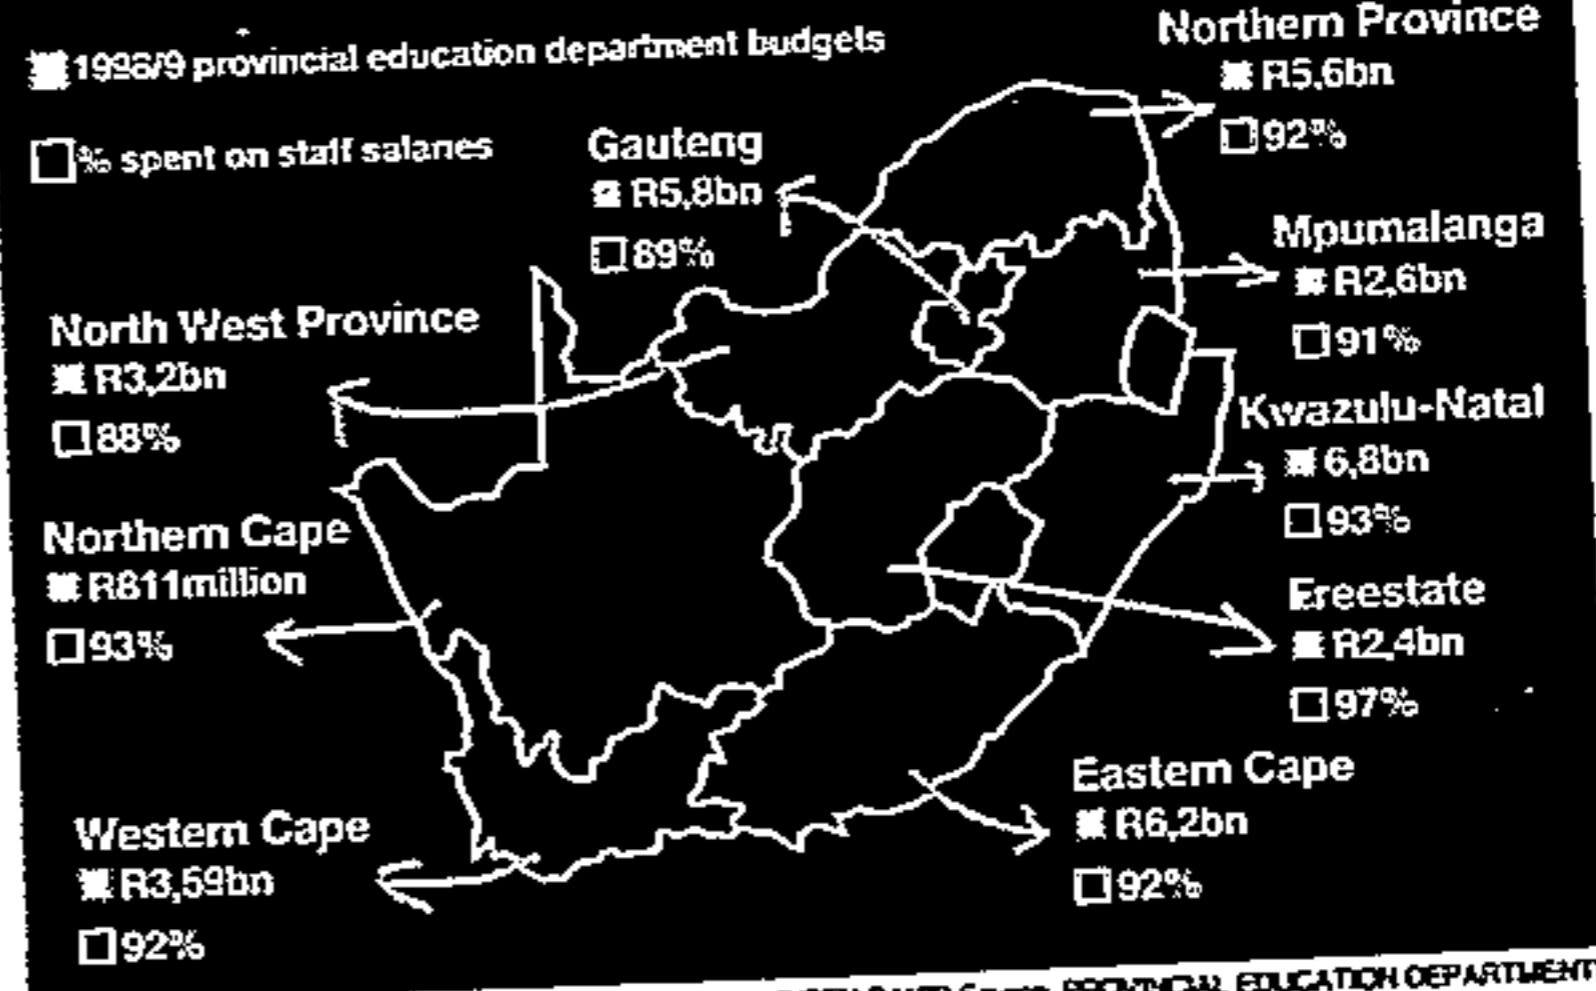 1998/9 provincial education department budgets
% spent on staff salaries
Northern Province
R5,6bn
92%
Gauteng
R5,8bn
89%
Mpumalanga
R2,6bn
91%
North West Province
R3,2bn
88%
Kwazulu-Natal
6,8bn
93%
Northern Cape
R811million
93%
Freestate
R2,4bn
97%
Eastern Cape
R6,2bn
92%
Western Cape
R3,59bn
92%
PROVINCIAL EDUCATION DEPARTMENT